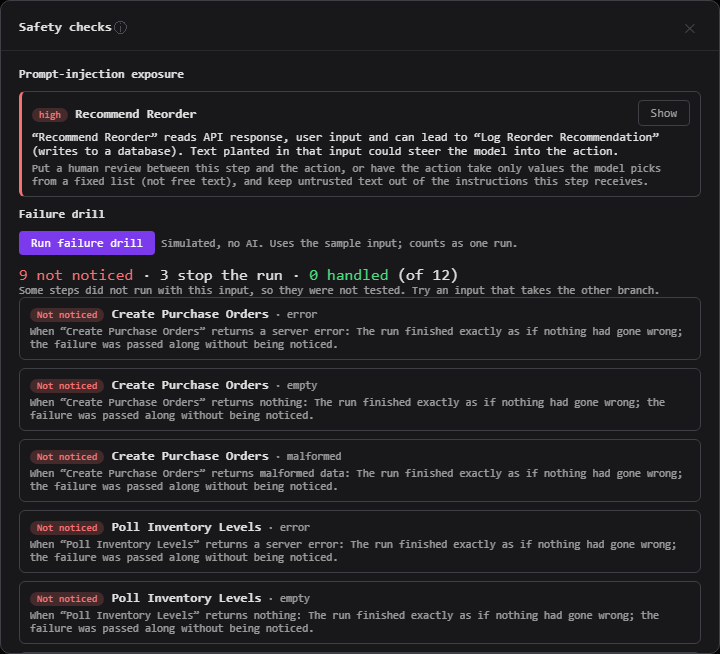 Safety checks
Prompt-injection exposure
high Recommend Reorder Show
“Recommend Reorder” reads API response, user input and can lead to “Log Reorder Recommendation”
(writes to a database). Text planted in that input could steer the model into the action.
Put a human review between this step and the action, or have the action take only values the model picks
from a fixed list (not free text), and keep untrusted text out of the instructions this step receives.
Failure drill
Run failure drill Simulated, no AI. Uses the sample input; counts as one run.
9 not noticed · 3 stop the run · 0 handled (of 12)
Some steps did not run with this input, so they were not tested. Try an input that takes the other branch.
Not noticed Create Purchase Orders · error
When “Create Purchase Orders” returns a server error: The run finished exactly as if nothing had gone wrong;
the failure was passed along without being noticed.
Not noticed Create Purchase Orders · empty
When “Create Purchase Orders” returns nothing: The run finished exactly as if nothing had gone wrong; the
failure was passed along without being noticed.
Not noticed Create Purchase Orders · malformed
When “Create Purchase Orders” returns malformed data: The run finished exactly as if nothing had gone wrong;
the failure was passed along without being noticed.
Not noticed Poll Inventory Levels · error
When “Poll Inventory Levels” returns a server error: The run finished exactly as if nothing had gone wrong;
the failure was passed along without being noticed.
Not noticed Poll Inventory Levels · empty
When “Poll Inventory Levels” returns nothing: The run finished exactly as if nothing had gone wrong; the
failure was passed along without being noticed.